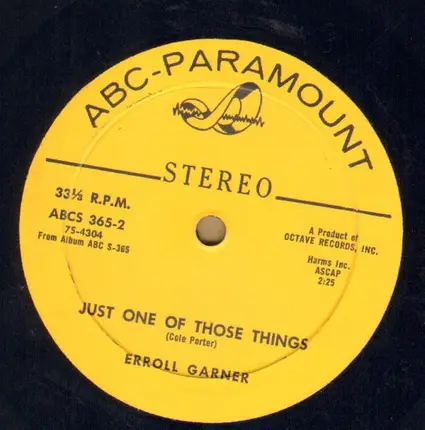 ABC-PARAMOUNT
STEREO
33⅓ R.P.M.
ABCS 365-2
75-4304
From Album ABC S-365
A Product of
OCTAVE RECORDS, INC.
Harms Inc.
ASCAP
2:25
JUST ONE OF THOSE THINGS
(Cole Porter)
ERROLL GARNER